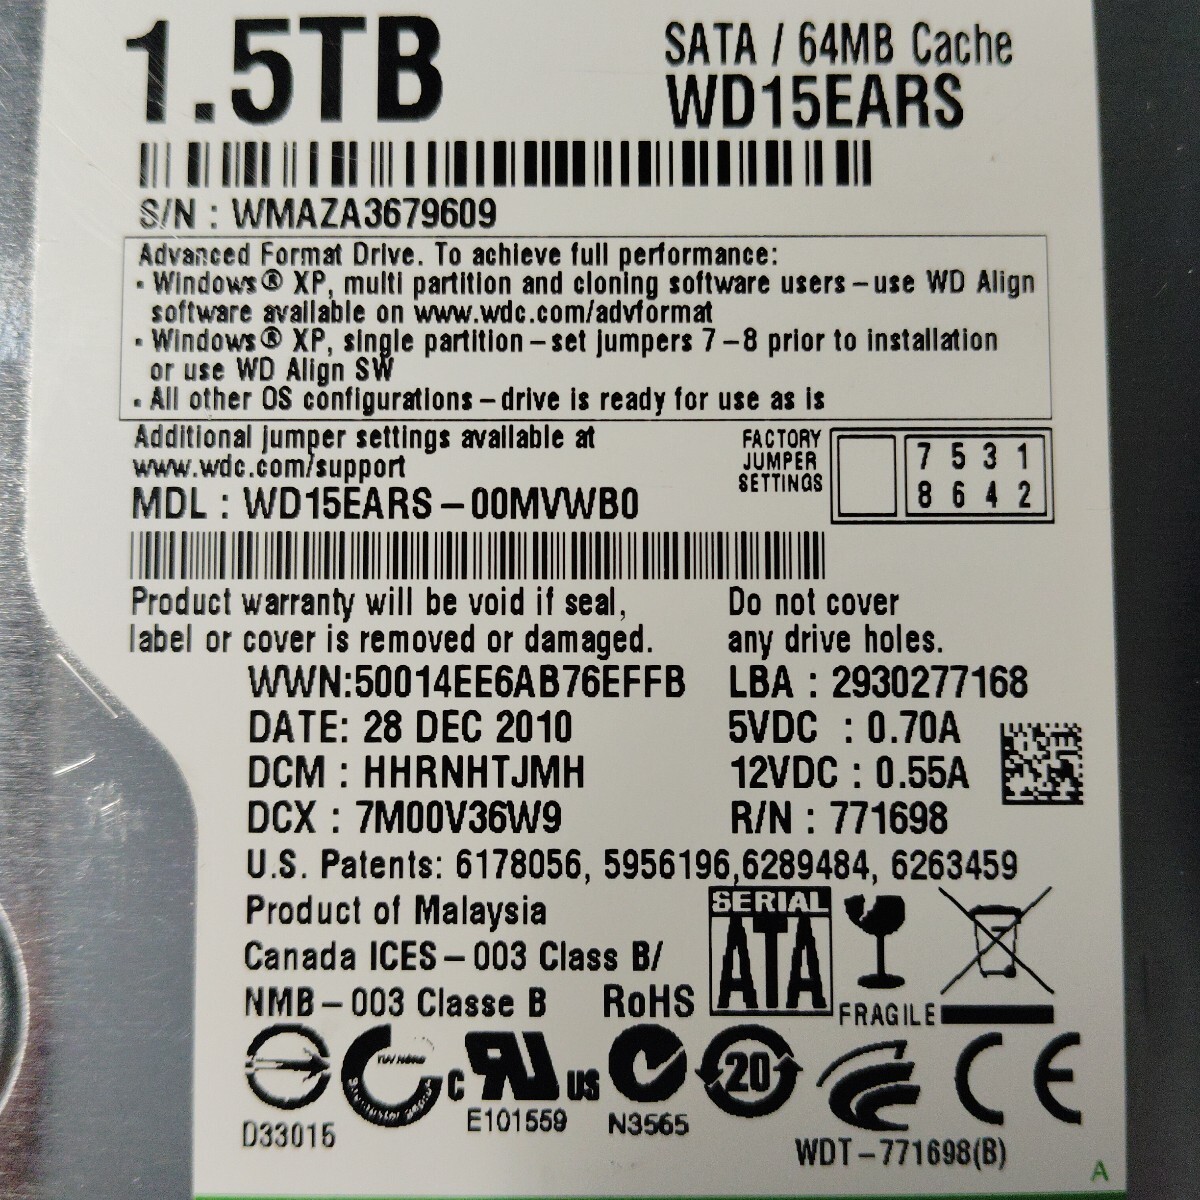 1.5TB
SATA / 64MB Cache
WD15EARS
S/N : WMAZA3679609
Advanced Format Drive. To achieve full performance:
• Windows® XP, multi partition and cloning software users – use WD Align
software available on www.wdc.com/advformat
• Windows® XP, single partition – set jumpers 7 – 8 prior to installation
or use WD Align SW
• All other OS configurations – drive is ready for use as is
Additional jumper settings available at
www.wdc.com/support
FACTORY
JUMPER
SETTINGS
7 5 3 1
8 6 4 2
MDL : WD15EARS – 00MVWB0
Product warranty will be void if seal,
label or cover is removed or damaged.
Do not cover
any drive holes.
WWN:50014EE6AB76EFFB
LBA : 2930277168
DATE: 28 DEC 2010
5VDC : 0.70A
DCM : HHRNHTJMH
12VDC : 0.55A
DCX : 7M00V36W9
R/N : 771698
U.S. Patents: 6178056, 5956196,6289484, 6263459
Product of Malaysia
Canada ICES – 003 Class B/
NMB – 003 Classe B
RoHS
SERIAL
ATA
FRAGILE
D33015
C
US
E101559
N3565
20
CE
WDT – 771698(B)
A